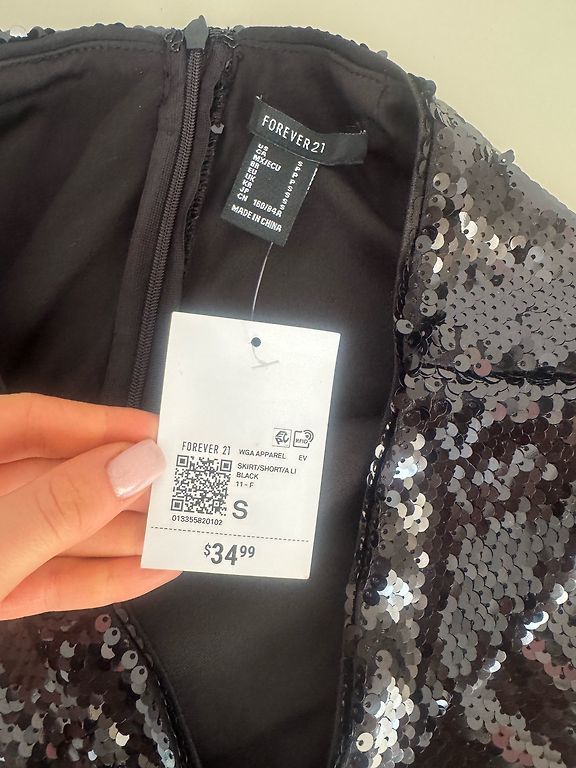 FOREVER 21
US S
CA P
MX/ECU P
BR P
EU S
UK S
KR S
JP S
CN 160/84A
MADE IN CHINA
RFID
FOREVER 21 WGA APPAREL EV
SKIRT/SHORT/A LI
BLACK
11 - F
S
013355820102
$34.99